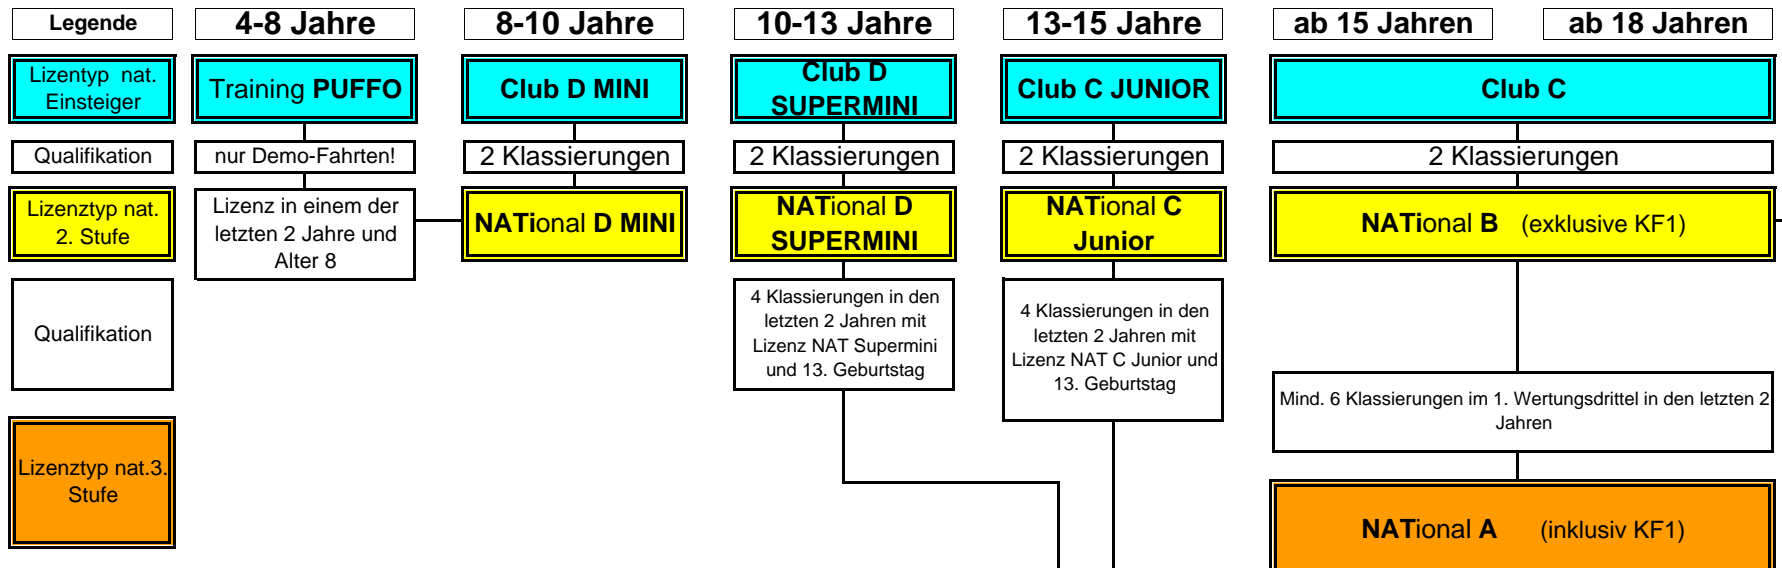 Legende
4-8 Jahre
8-10 Jahre
10-13 Jahre
13-15 Jahre
ab 15 Jahren
ab 18 Jahren
Lizentyp nat.
Einsteiger
Training PUFFO
Club D MINI
Club D
SUPERMINI
Club C JUNIOR
Club C
Qualifikation
nur Demo-Fahrten!
2 Klassierungen
2 Klassierungen
2 Klassierungen
2 Klassierungen
Lizenztyp nat.
2. Stufe
Lizenz in einem der
letzten 2 Jahre und
Alter 8
NATional D MINI
NATional D
SUPERMINI
NATional C
Junior
NATional B (exklusive KF1)
Qualifikation
4 Klassierungen in den
letzten 2 Jahren mit
Lizenz NAT Supermini
und 13. Geburtstag
4 Klassierungen in den
letzten 2 Jahren mit
Lizenz NAT C Junior und
13. Geburtstag
Mind. 6 Klassierungen im 1. Wertungsdrittel in den letzten 2
Jahren
Lizenztyp nat.3.
Stufe
NATional A (inklusiv KF1)